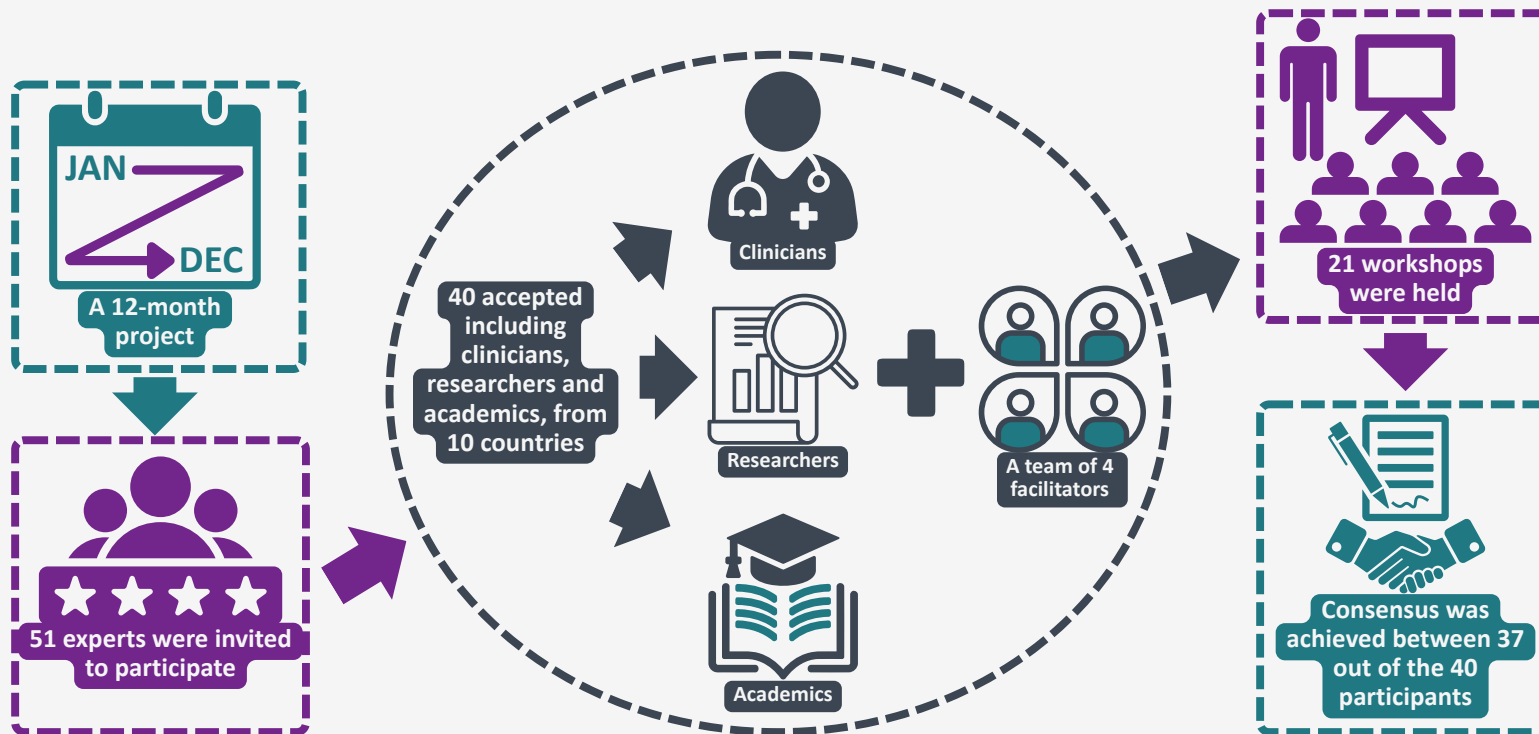 JAN
DEC
A 12-month
project
51 experts were invited
to participate
40 accepted
including
clinicians,
researchers and
academics, from
10 countries
Clinicians
Researchers
Academics
A team of 4
facilitators
21 workshops
were held
Consensus was
achieved between 37
out of the 40
participants